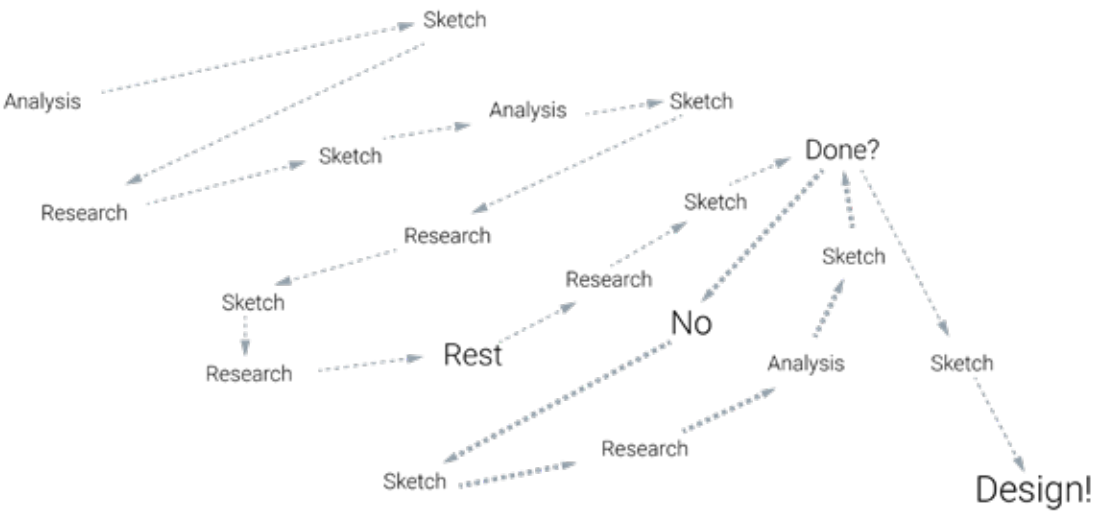 Analysis
Sketch
Research
Sketch
Analysis
Sketch
Research
Sketch
Research
Rest
Research
Sketch
Done?
No
Sketch
Research
Analysis
Sketch
Sketch
Design!